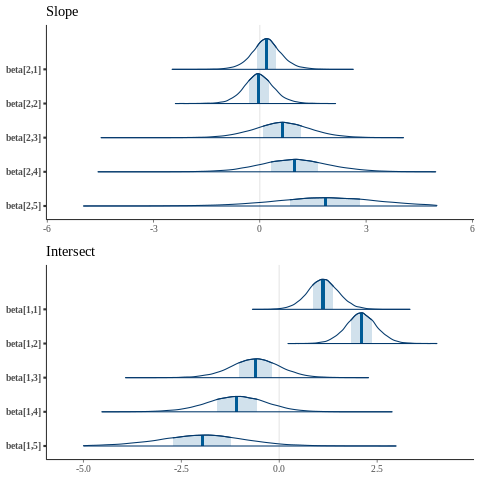 Slope
beta[2,1]
beta[2,2]
beta[2,3]
beta[2,4]
beta[2,5]
-6 -3 0 3 6
Intersect
beta[1,1]
beta[1,2]
beta[1,3]
beta[1,4]
beta[1,5]
-5.0 -2.5 0.0 2.5